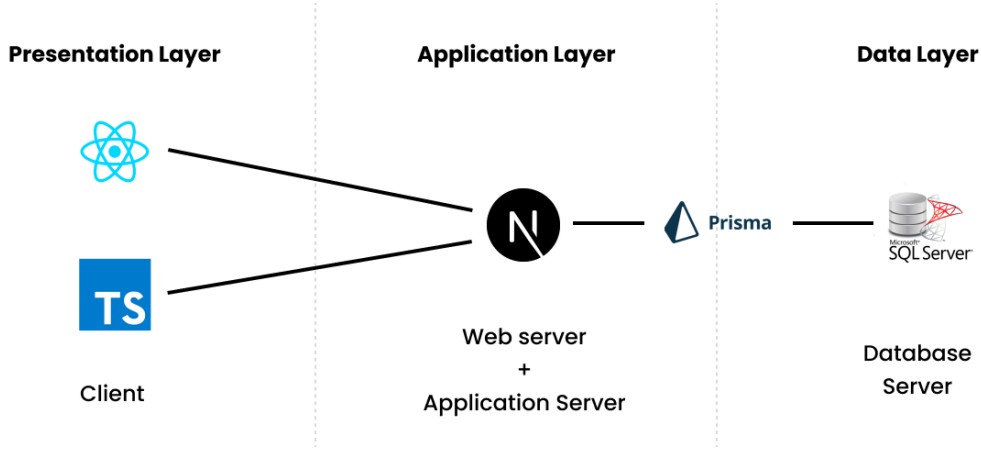 Presentation Layer
Application Layer
Data Layer
TS
N
Prisma
Microsoft®
SQL Server
Client
Web server
+
Application Server
Database
Server